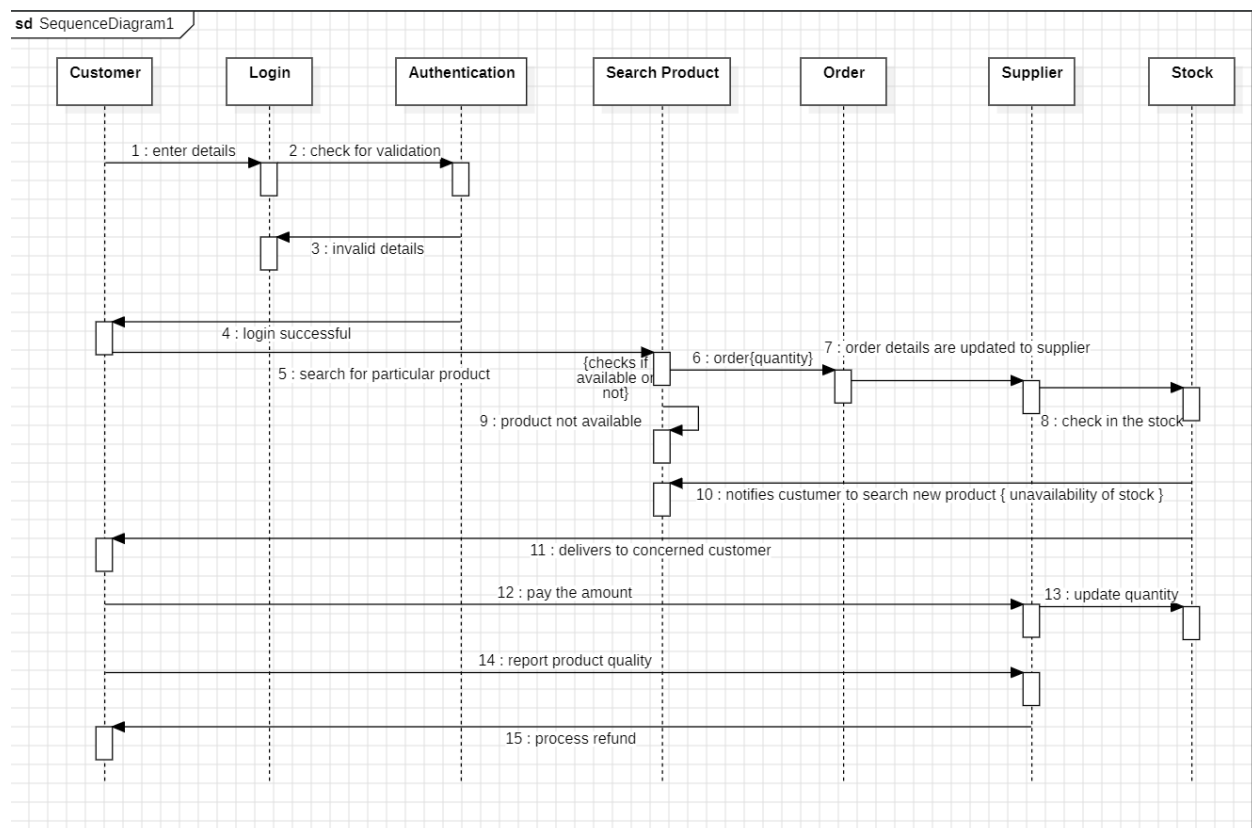 sd SequenceDiagram1
Customer
Login
Authentication
Search Product
Order
Supplier
Stock
1 : enter details
2 : check for validation
3 : invalid details
4 : login successful
5 : search for particular product
{checks if
available or
not}
6 : order{quantity}
7 : order details are updated to supplier
8 : check in the stock
9 : product not available
10 : notifies custumer to search new product { unavailability of stock }
11 : delivers to concerned customer
12 : pay the amount
13 : update quantity
14 : report product quality
15 : process refund